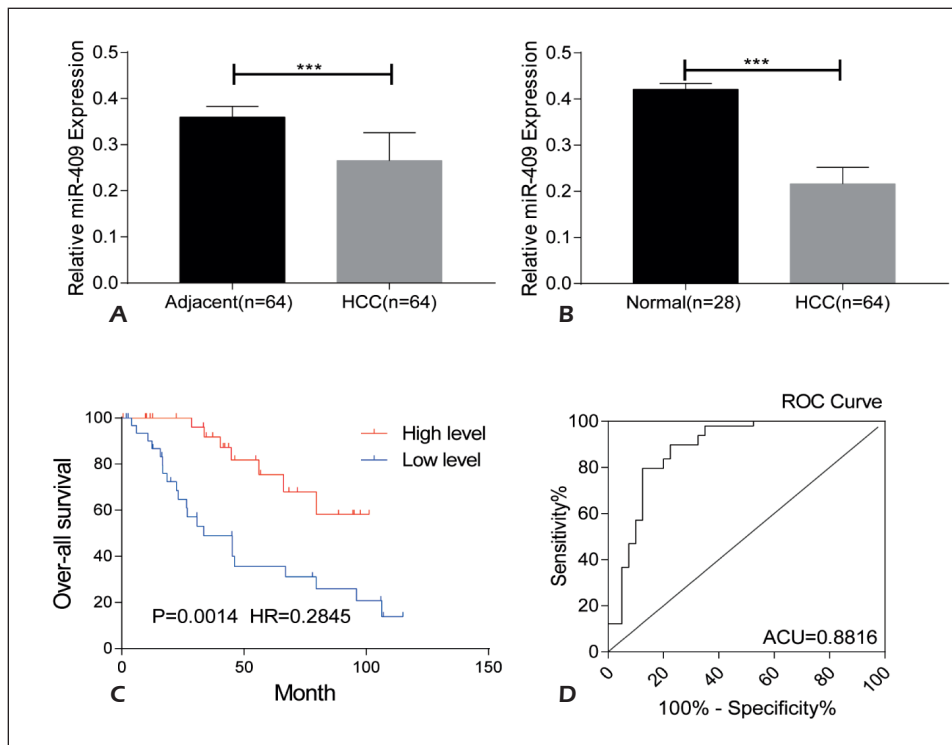 0.5
0.4
0.3
0.2
0.1
0.0
Relative miR-409 Expression
***
Adjacent(n=64)
HCC(n=64)
A
0.5
0.4
0.3
0.2
0.1
0.0
Relative miR-409 Expression
***
Normal(n=28)
HCC(n=64)
B
100
80
60
40
20
0
Over-all survival
High level
Low level
P=0.0014 HR=0.2845
0
50
100
150
Month
C
ROC Curve
100
80
60
40
20
0
Sensitivity%
ACU=0.8816
0
20
40
60
80
100
100% - Specificity%
D